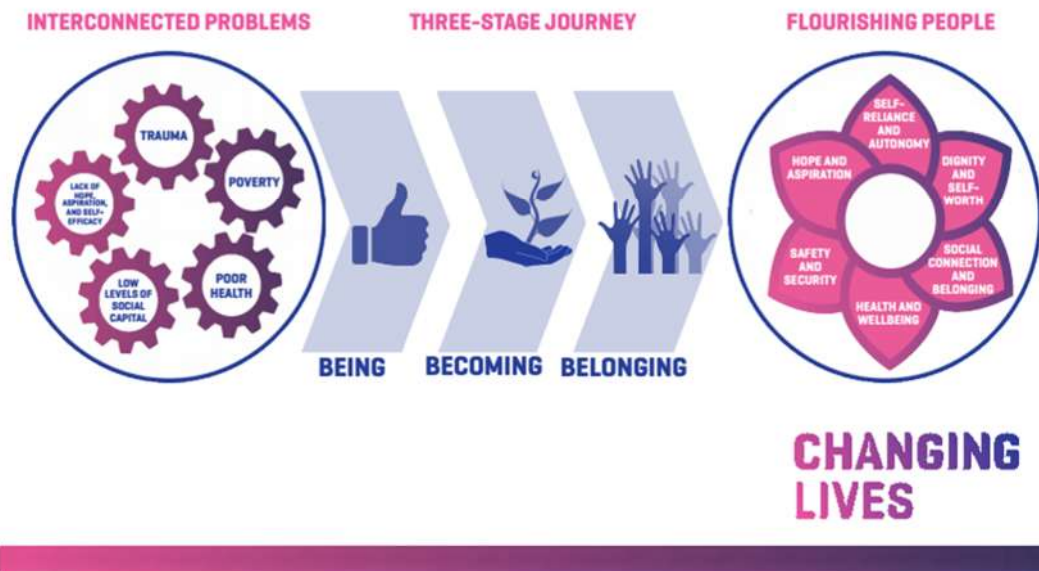 INTERCONNECTED PROBLEMS
THREE-STAGE JOURNEY
FLOURISHING PEOPLE
TRAUMA
POVERTY
POOR
HEALTH
LOW
LEVELS OF
SOCIAL
CAPITAL
LACK OF
HOPE,
ASPIRATION,
AND SELF-
EFFICACY
BEING
BECOMING
BELONGING
SELF-
RELIANCE
AND
AUTONOMY
DIGNITY
AND
SELF-
WORTH
SOCIAL
CONNECTION
AND
BELONGING
HEALTH AND
WELLBEING
SAFETY
AND
SECURITY
HOPE AND
ASPIRATION
CHANGING
LIVES